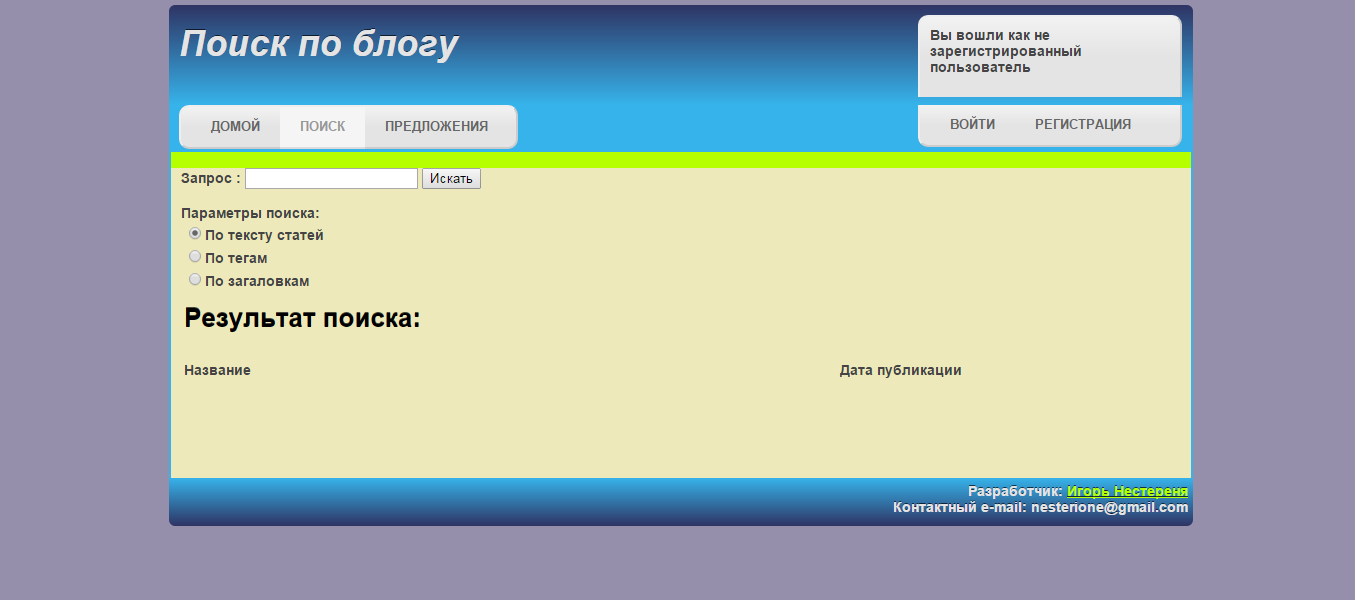 Поиск по блогу
Вы вошли как не
зарегистрированный
пользователь
ДОМОЙ ПОИСК ПРЕДЛОЖЕНИЯ
ВОЙТИ РЕГИСТРАЦИЯ
Запрос : Искать
Параметры поиска:
По тексту статей
По тегам
По загаловкам
Результат поиска:
Название Дата публикации
Разработчик: Игорь Нестереня
Контактный e-mail: nesterione@gmail.com